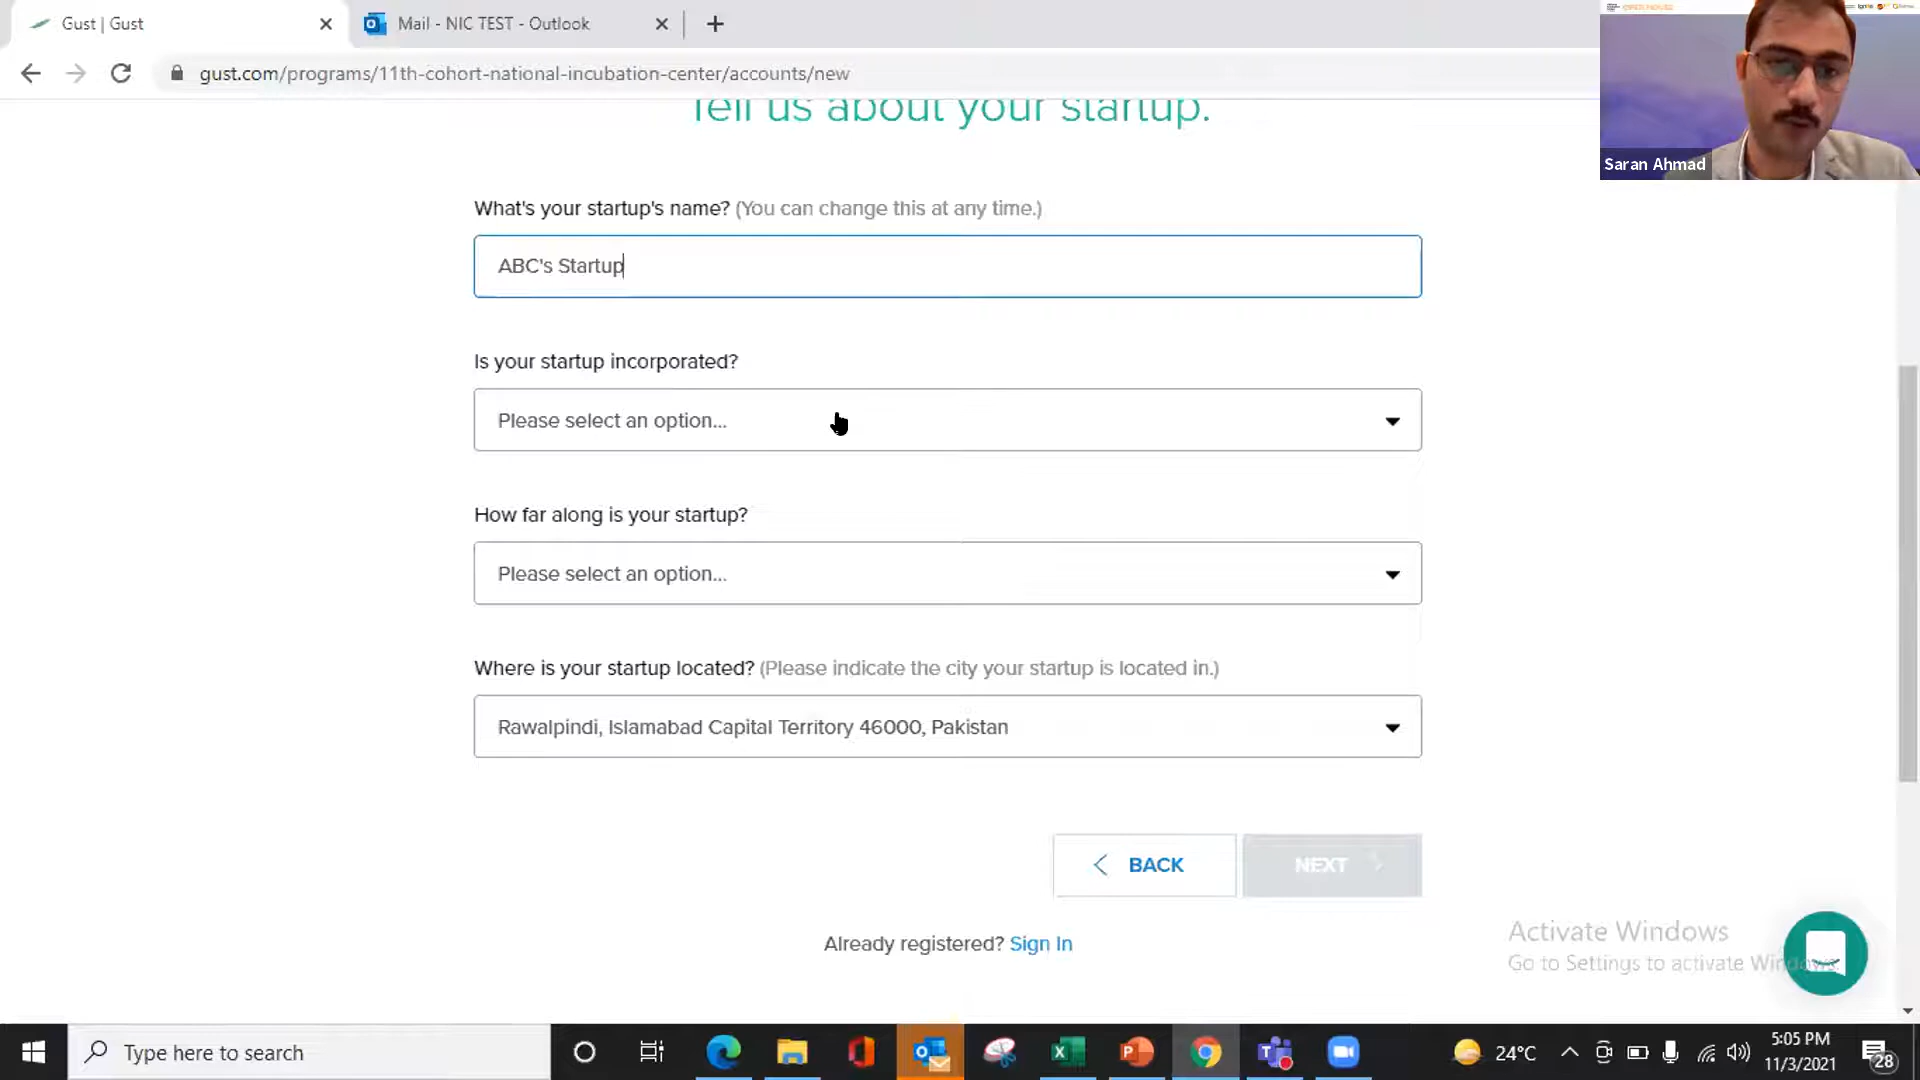 Gust | Gust
Mail - NIC TEST - Outlook
gust.com/programs/11th-cohort-national-incubation-center/accounts/new
Saran Ahmad
Tell us about your startup.
What's your startup's name? (You can change this at any time.)
ABC's Startup
Is your startup incorporated?
Please select an option...
How far along is your startup?
Please select an option...
Where is your startup located? (Please indicate the city your startup is located in.)
Rawalpindi, Islamabad Capital Territory 46000, Pakistan
BACK
NEXT
Already registered? Sign In
Activate Windows
Go to Settings to activate Windows.
Type here to search
24°C
5:05 PM
11/3/2021
28